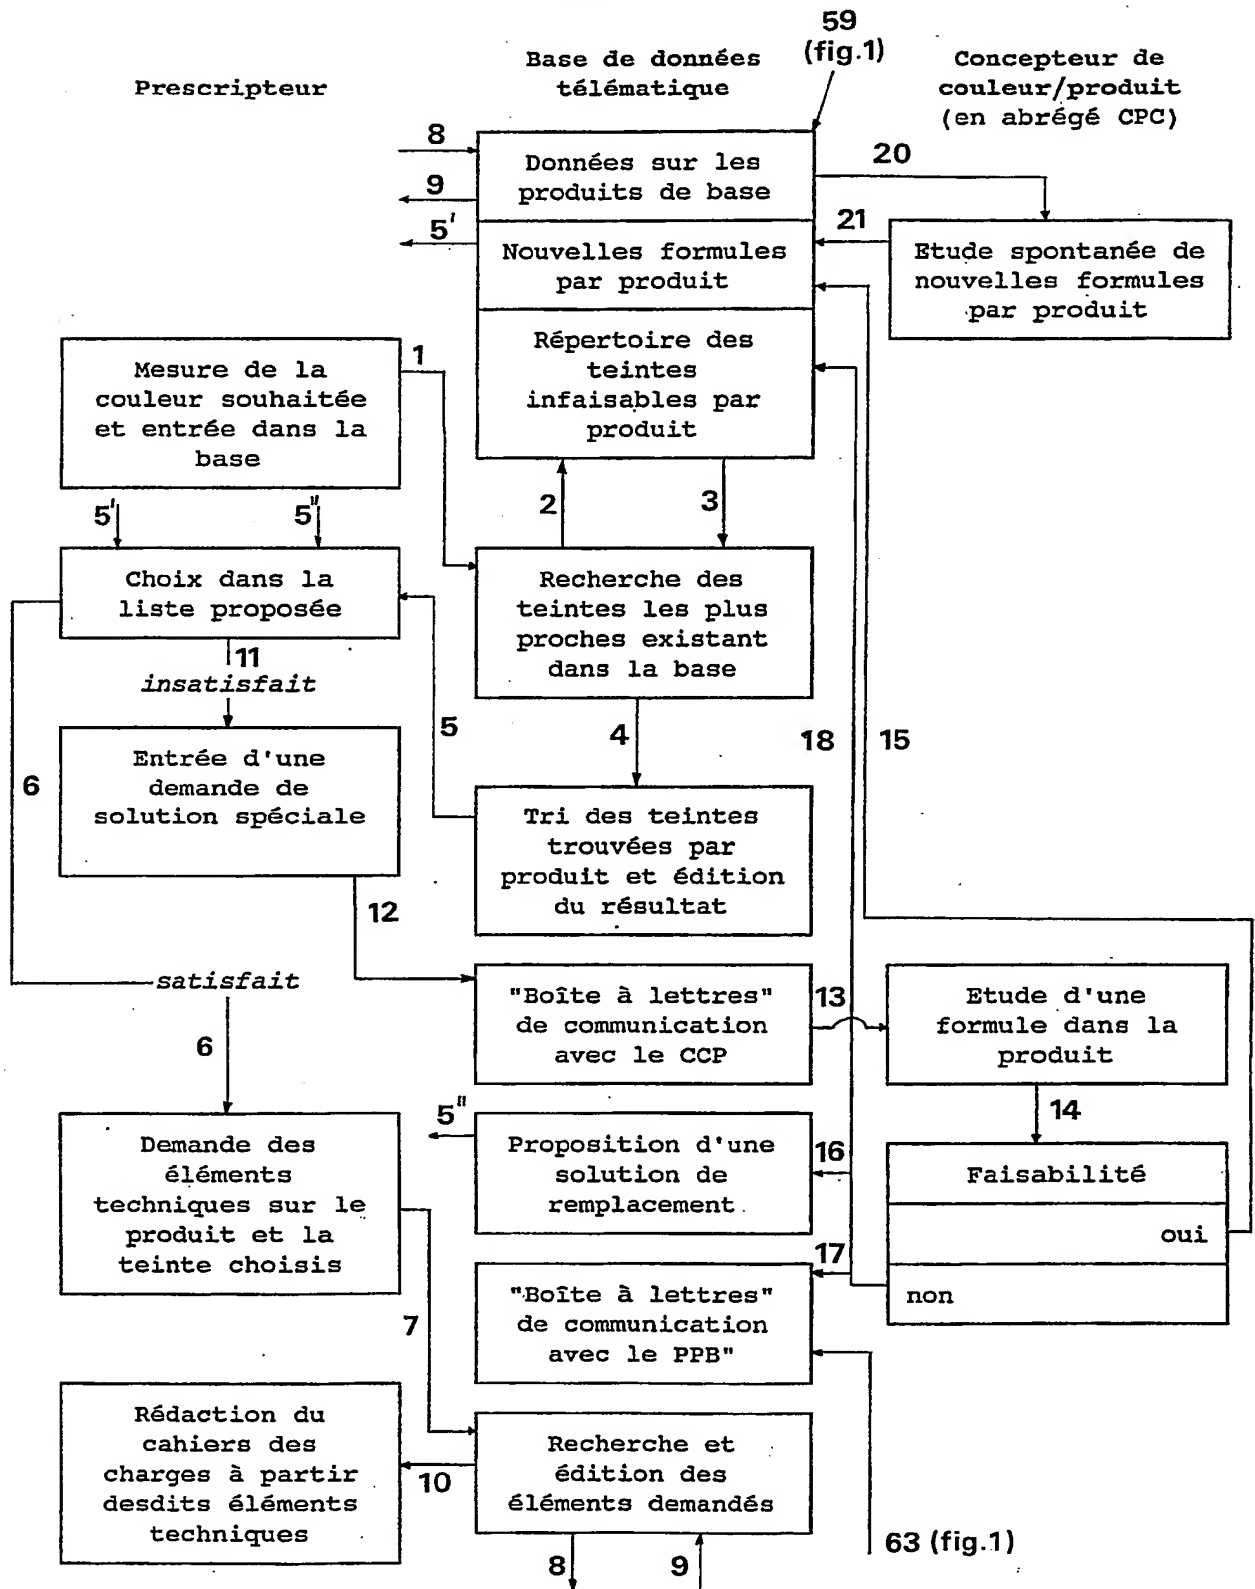 59
(fig.1)
Prescripteur
Base de données
télématique
Concepteur de
couleur/produit
(en abrégé CPC)
8
9
5'
Données sur les
produits de base
20
21
Nouvelles formules
par produit
Etude spontanée de
nouvelles formules
par produit
Répertoire des
teintes
infaisables par
produit
Mesure de la
couleur souhaitée
et entrée dans la
base
1
2
3
5'
5"
Choix dans la
liste proposée
Recherche des
teintes les plus
proches existant
dans la base
11
insatisfait
4
5
6
18
15
Entrée d'une
demande de
solution spéciale
Tri des teintes
trouvées par
produit et édition
du résultat
12
satisfait
6
"Boîte à lettres"
de communication
avec le CCP
13
Etude d'une
formule dans la
produit
14
5"
Demande des
éléments
techniques sur le
produit et la
teinte choisis
Proposition d'une
solution de
remplacement
16
Faisabilité
oui
non
17
7
"Boîte à lettres"
de communication
avec le PPB"
Rédaction du
cahiers des
charges à partir
desdits éléments
techniques
10
Recherche et
édition des
éléments demandés
63 (fig.1)
8
9